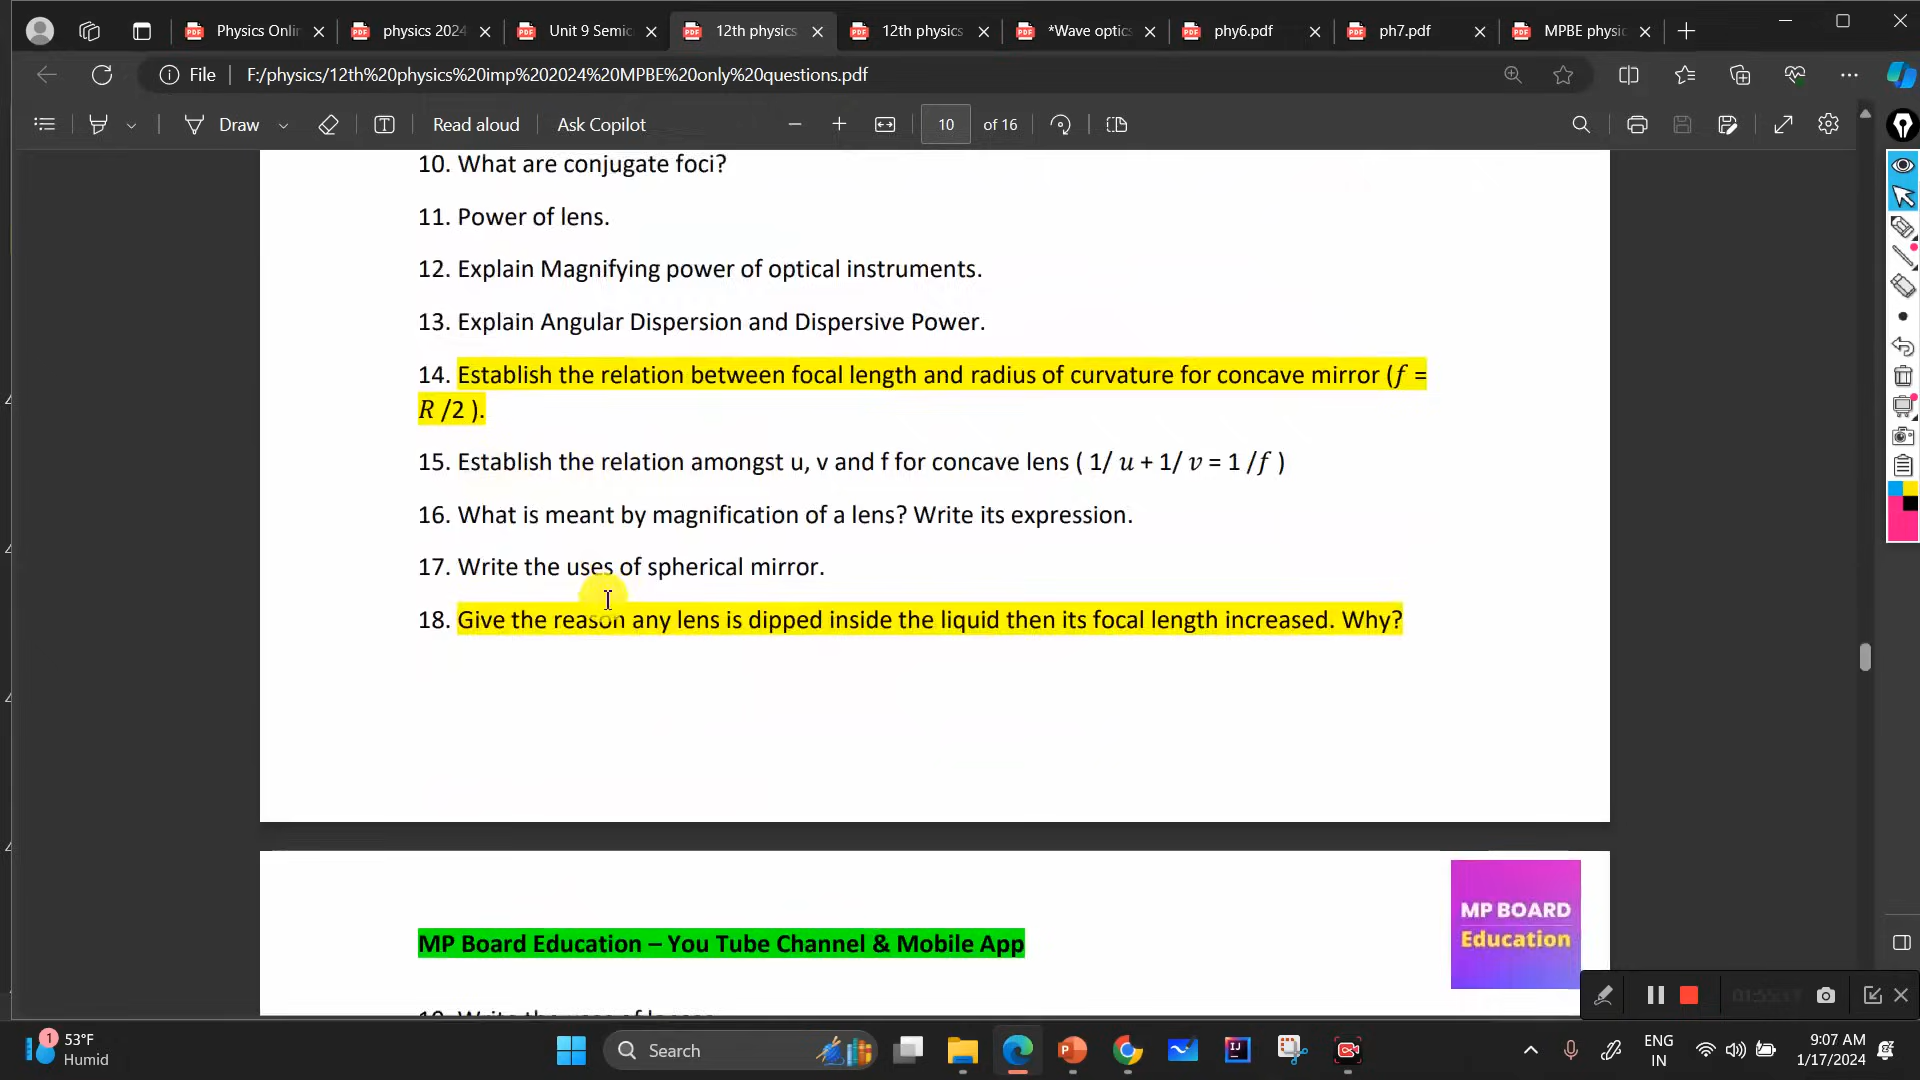 Physics Onlin
physics 2024
Unit 9 Semic
12th physics
12th physics
*Wave optics
phy6.pdf
ph7.pdf
MPBE physic
File
F:/physics/12th%20physics%20imp%202024%20MPBE%20only%20questions.pdf
Draw
Read aloud
Ask Copilot
10
of 16
10. What are conjugate foci?
11. Power of lens.
12. Explain Magnifying power of optical instruments.
13. Explain Angular Dispersion and Dispersive Power.
14. Establish the relation between focal length and radius of curvature for concave mirror (f =
R /2 ).
15. Establish the relation amongst u, v and f for concave lens ( 1/ u + 1/ v = 1 /f )
16. What is meant by magnification of a lens? Write its expression.
17. Write the uses of spherical mirror.
18. Give the reason any lens is dipped inside the liquid then its focal length increased. Why?
MP BOARD
Education
MP Board Education – You Tube Channel & Mobile App
1
53°F
Humid
Search
ENG
IN
9:07 AM
1/17/2024